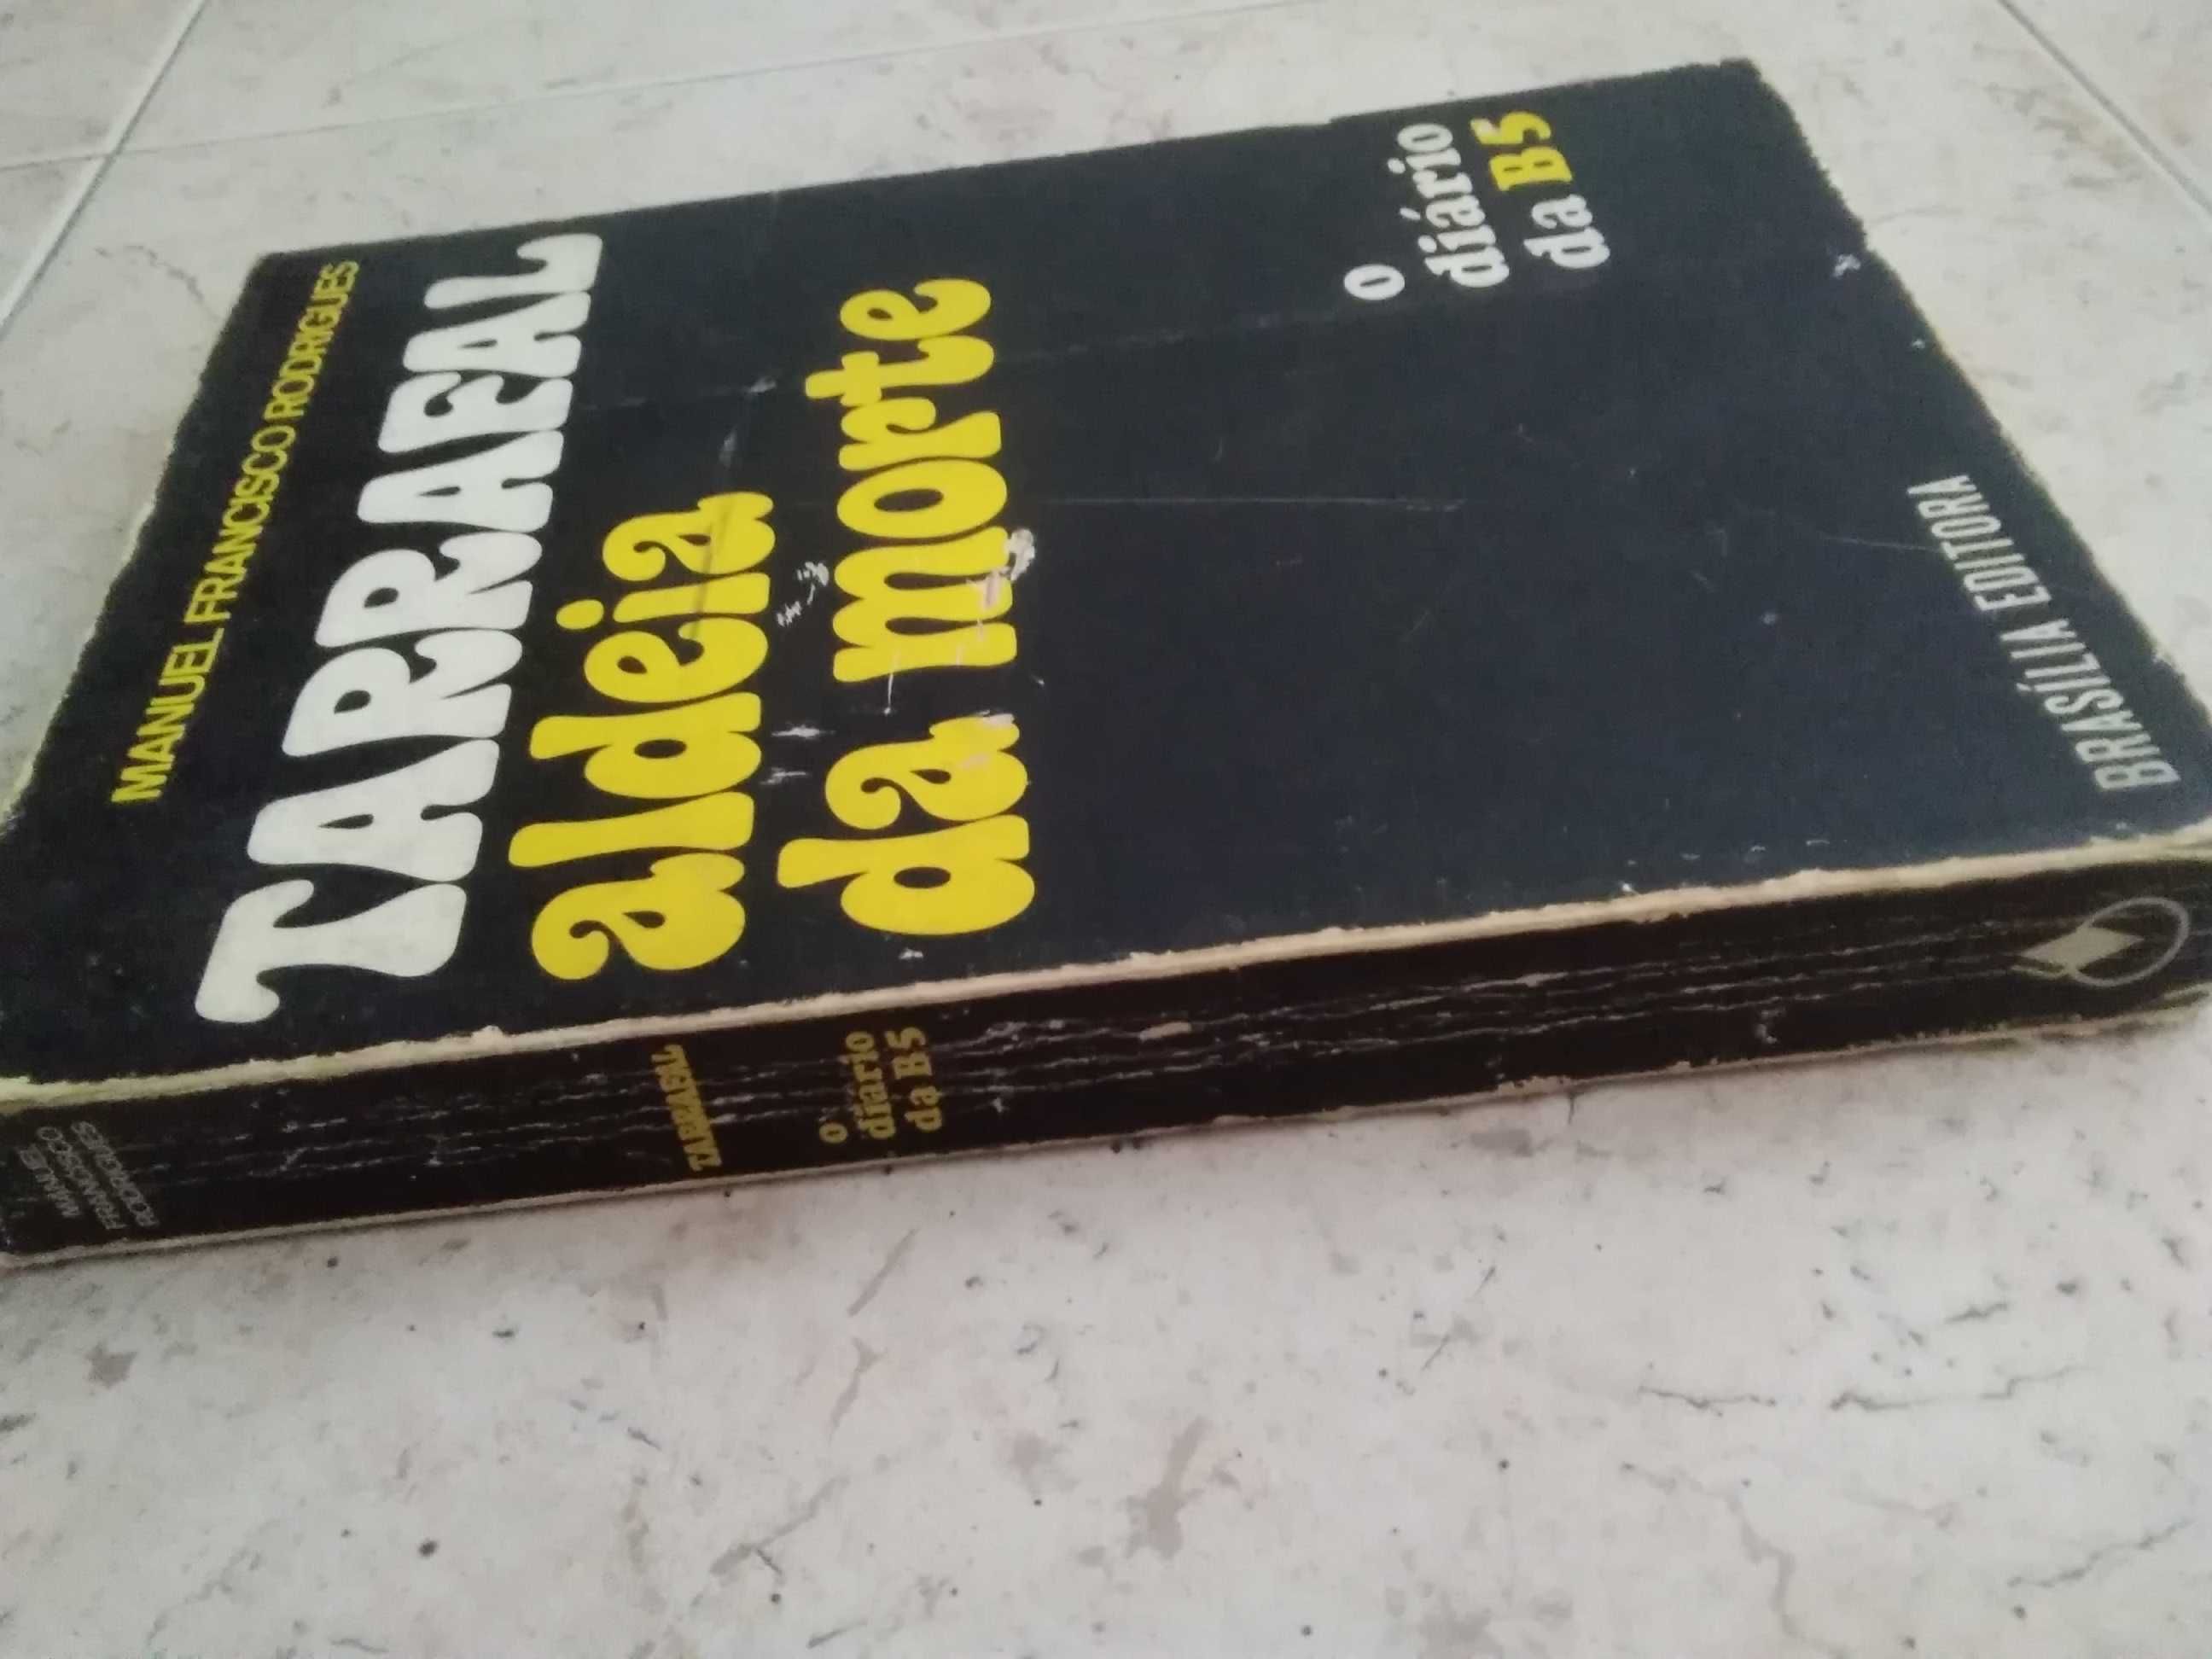 MANUEL FRANCISCO RODRIGUES
TARRAFAL
aldeia
da morte
o
diário
da B5
BRASÍLIA EDITORA
MANUEL
FRANCISCO
RODRIGUES
TARRAFAL
o
diário
da B5